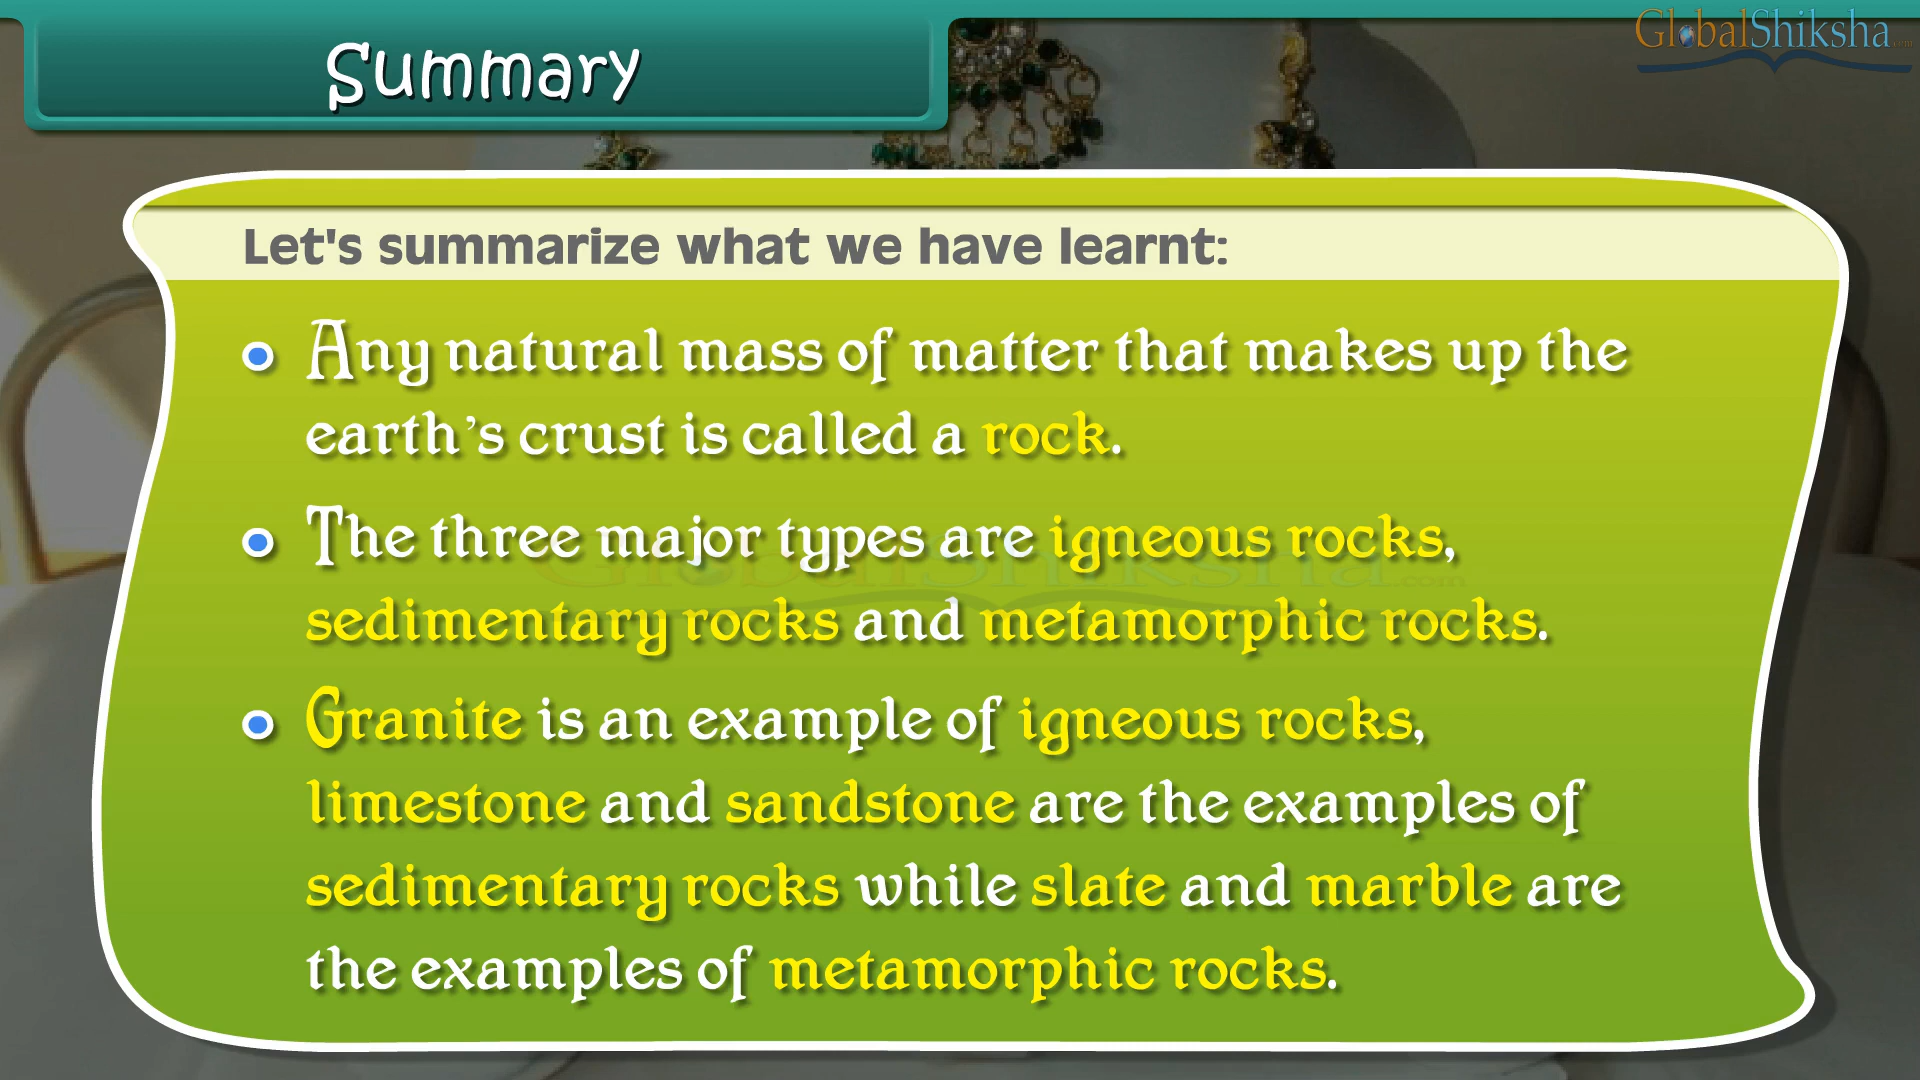 Summary
GlobalShiksha.com
Let's summarize what we have learnt:
Any natural mass of matter that makes up the
earth's crust is called a rock.
The three major types are igneous rocks,
GlobalShiksha.com
sedimentary rocks and metamorphic rocks.
Granite is an example of igneous rocks,
limestone and sandstone are the examples of
sedimentary rocks while slate and marble are
the examples of metamorphic rocks.